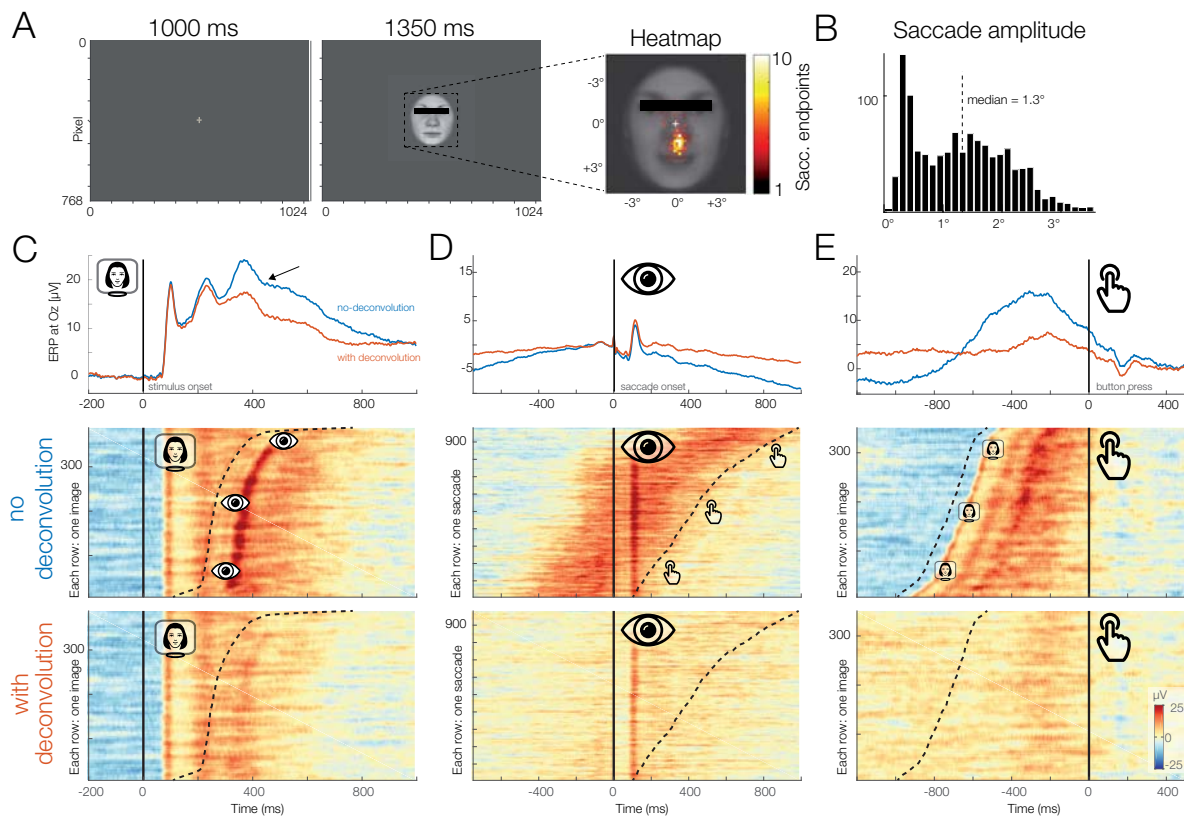 A
1000 ms
1350 ms
Heatmap
B
Saccade amplitude
0
Pixel
768
0
1024
0
1024
-3°
0°
+3°
-3°
0°
+3°
10
1
Sacc. endpoints
100
median = 1.3°
0°
1°
2°
3°
C
D
E
ERP at Oz [µV]
20
10
0
no-deconvolution
with deconvolution
stimulus onset
-200
0
400
1000
15
5
-5
saccade onset
-400
0
400
1000
20
10
0
button press
-800
-400
0
400
no
deconvolution
Each row: one image
300
Each row: one saccade
900
Each row: one image
300
with
deconvolution
Each row: one image
300
Each row: one saccade
900
Each row: one image
300
µV
25
0
-25
-200
0
400
800
Time (ms)
-400
0
400
800
Time (ms)
-800
-400
0
400
Time (ms)